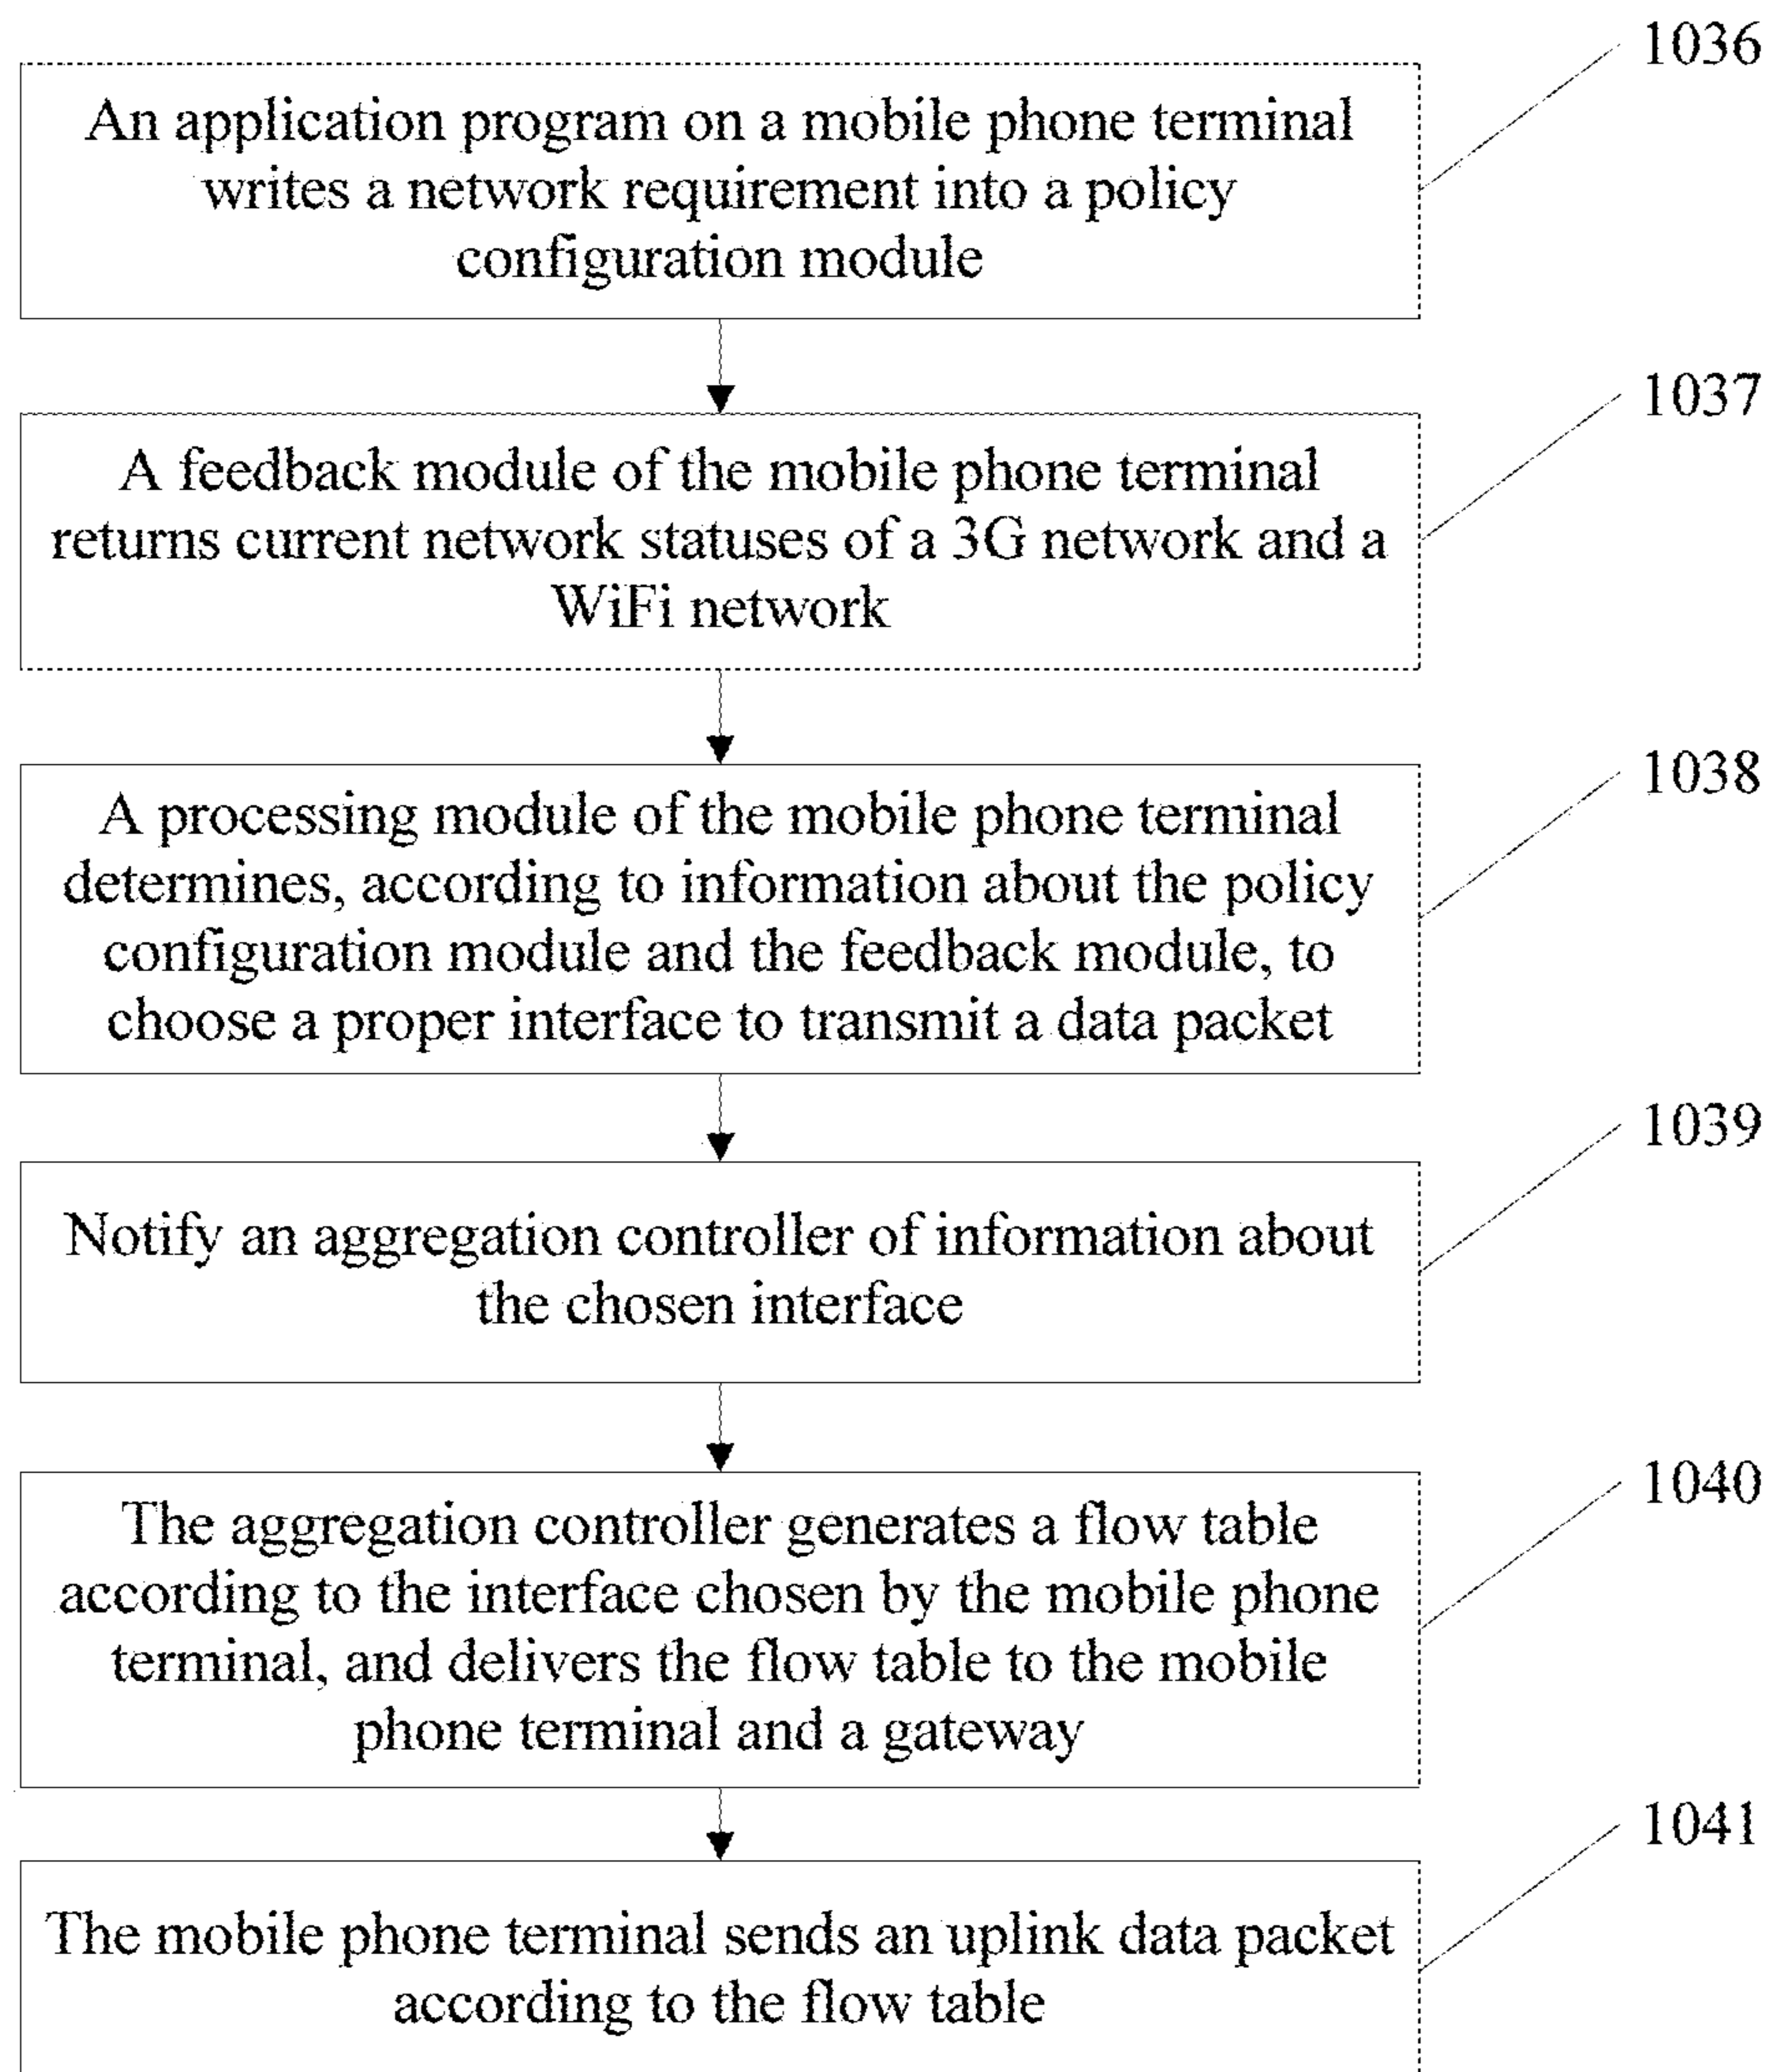 1036
An application program on a mobile phone terminal
writes a network requirement into a policy
configuration module
1037
A feedback module of the mobile phone terminal
returns current network statuses of a 3G network and a
WiFi network
1038
A processing module of the mobile phone terminal
determines, according to information about the policy
configuration module and the feedback module, to
choose a proper interface to transmit a data packet
1039
Notify an aggregation controller of information about
the chosen interface
1040
The aggregation controller generates a flow table
according to the interface chosen by the mobile phone
terminal, and delivers the flow table to the mobile
phone terminal and a gateway
1041
The mobile phone terminal sends an uplink data packet
according to the flow table